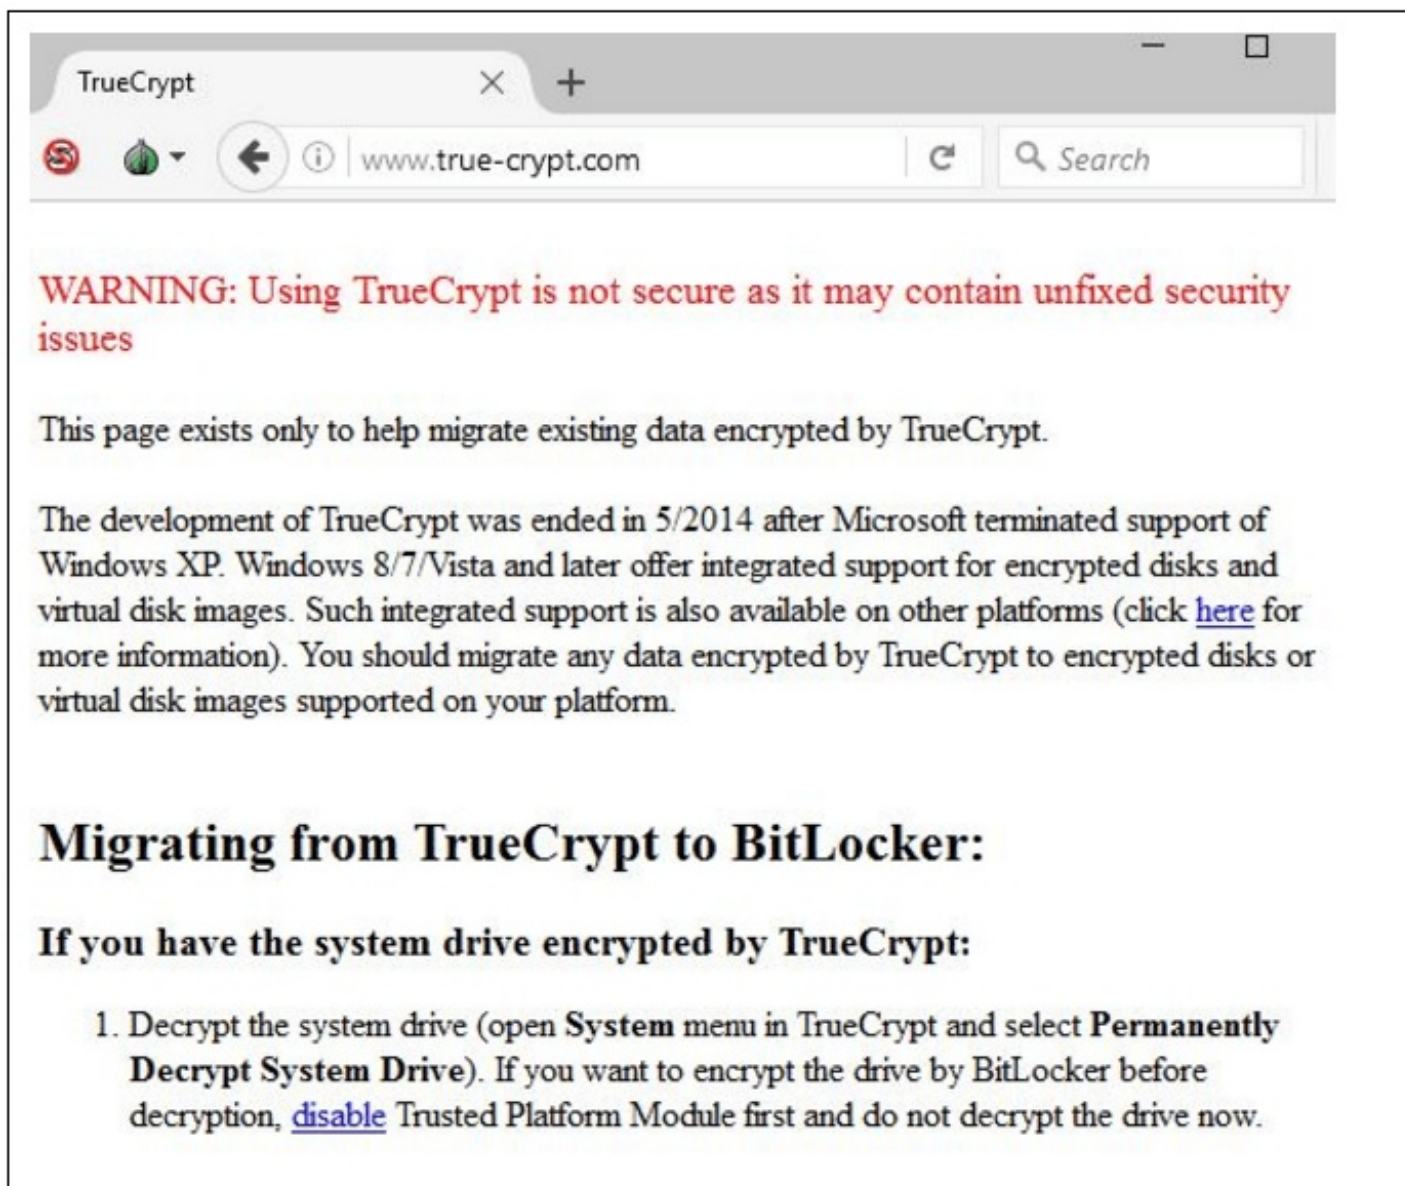 TrueCrypt
www.true-crypt.com
Search
WARNING: Using TrueCrypt is not secure as it may contain unfixed security
issues
This page exists only to help migrate existing data encrypted by TrueCrypt.
The development of TrueCrypt was ended in 5/2014 after Microsoft terminated support of
Windows XP. Windows 8/7/Vista and later offer integrated support for encrypted disks and
virtual disk images. Such integrated support is also available on other platforms (click here for
more information). You should migrate any data encrypted by TrueCrypt to encrypted disks or
virtual disk images supported on your platform.
Migrating from TrueCrypt to BitLocker:
If you have the system drive encrypted by TrueCrypt:
1. Decrypt the system drive (open System menu in TrueCrypt and select Permanently
Decrypt System Drive). If you want to encrypt the drive by BitLocker before
decryption, disable Trusted Platform Module first and do not decrypt the drive now.